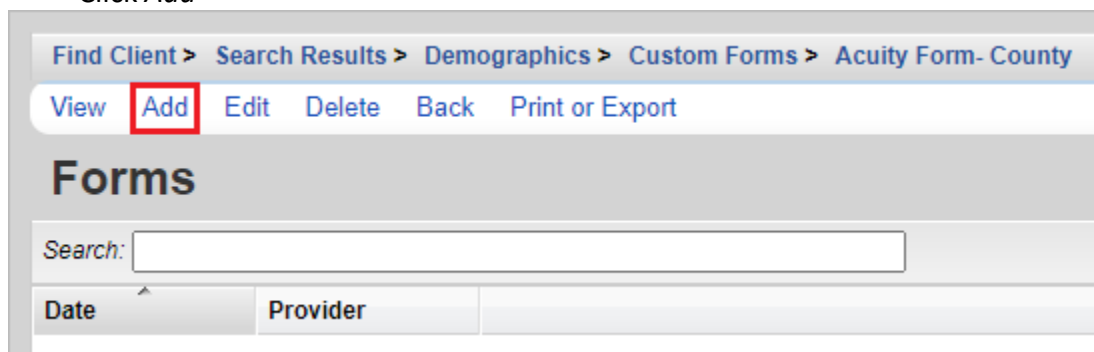 Click Add
Find Client > Search Results > Demographics > Custom Forms > Acuity Form- County
View Add Edit Delete Back Print or Export
Forms
Search:
Date Provider